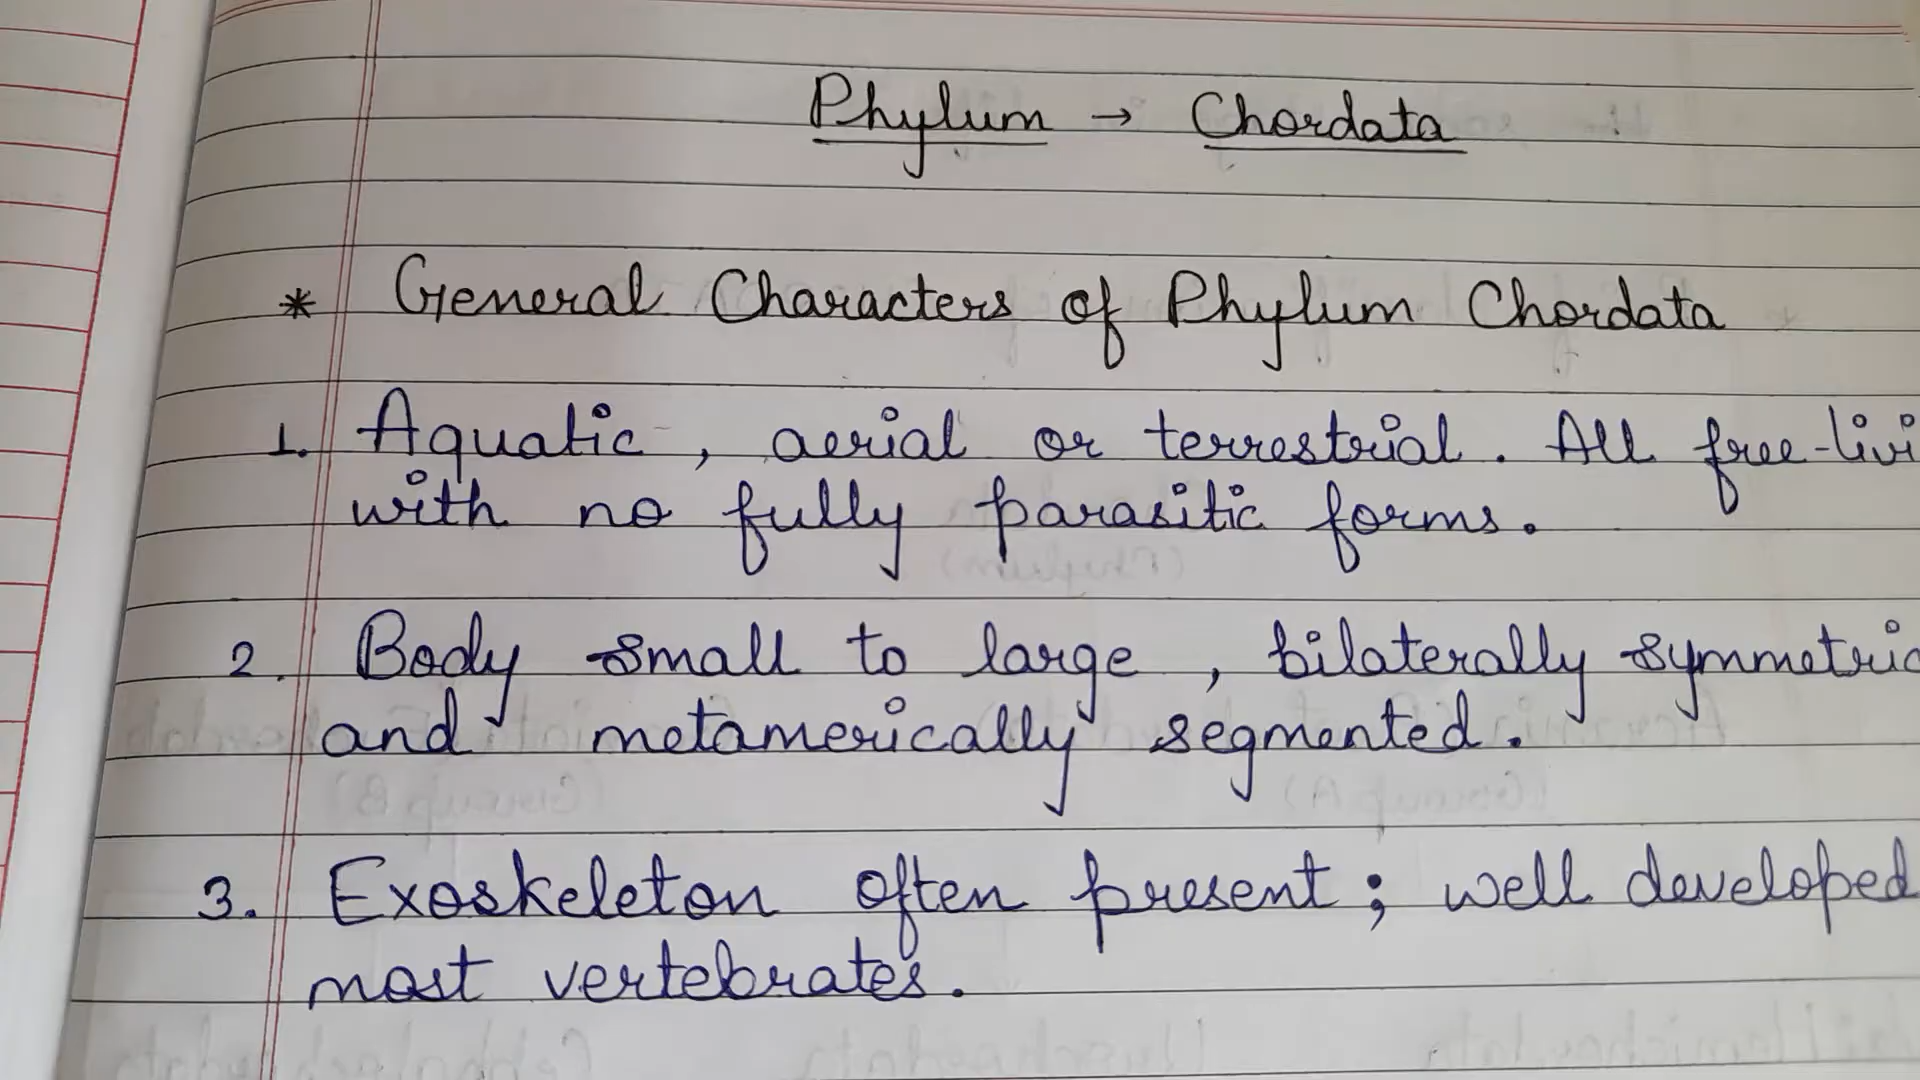 Phylum → Chordata
* General Characters of Phylum Chordata
1. Aquatic, aerial or terrestrial. All free-livi
with no fully parasitic forms.
2. Body small to large, bilaterally symmetric
and metamerically segmented.
3. Exoskeleton often present; well developed
most vertebrates.